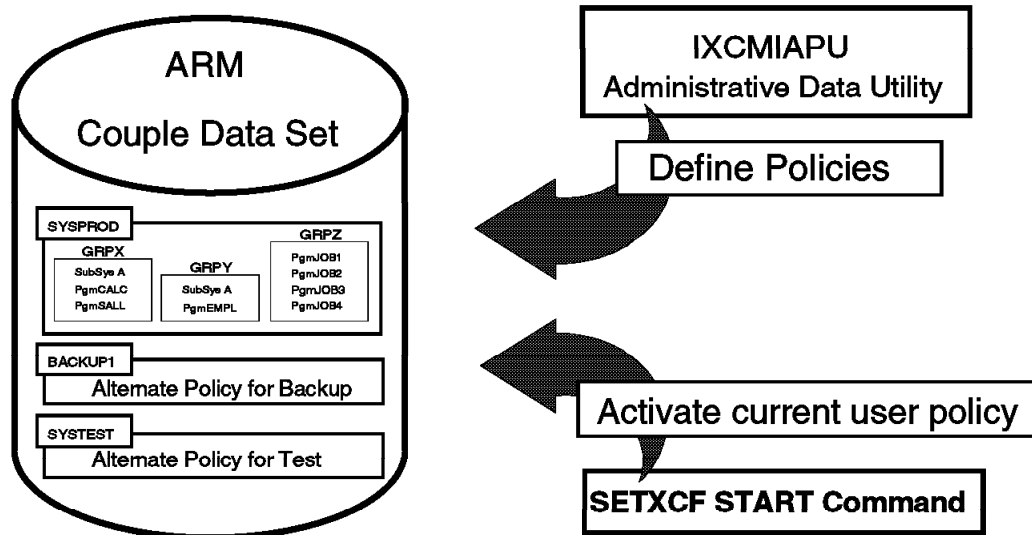 ARM
Couple Data Set
SYSPROD
GRPX
SubSys A
PgmCALC
PgmSALL
GRPY
SubSys A
PgmEMPL
GRPZ
PgmJOB1
PgmJOB2
PgmJOB3
PgmJOB4
BACKUP1
Alternate Policy for Backup
SYSTEST
Alternate Policy for Test
IXCMIAPU
Administrative Data Utility
Define Policies
Activate current user policy
SETXCF START Command